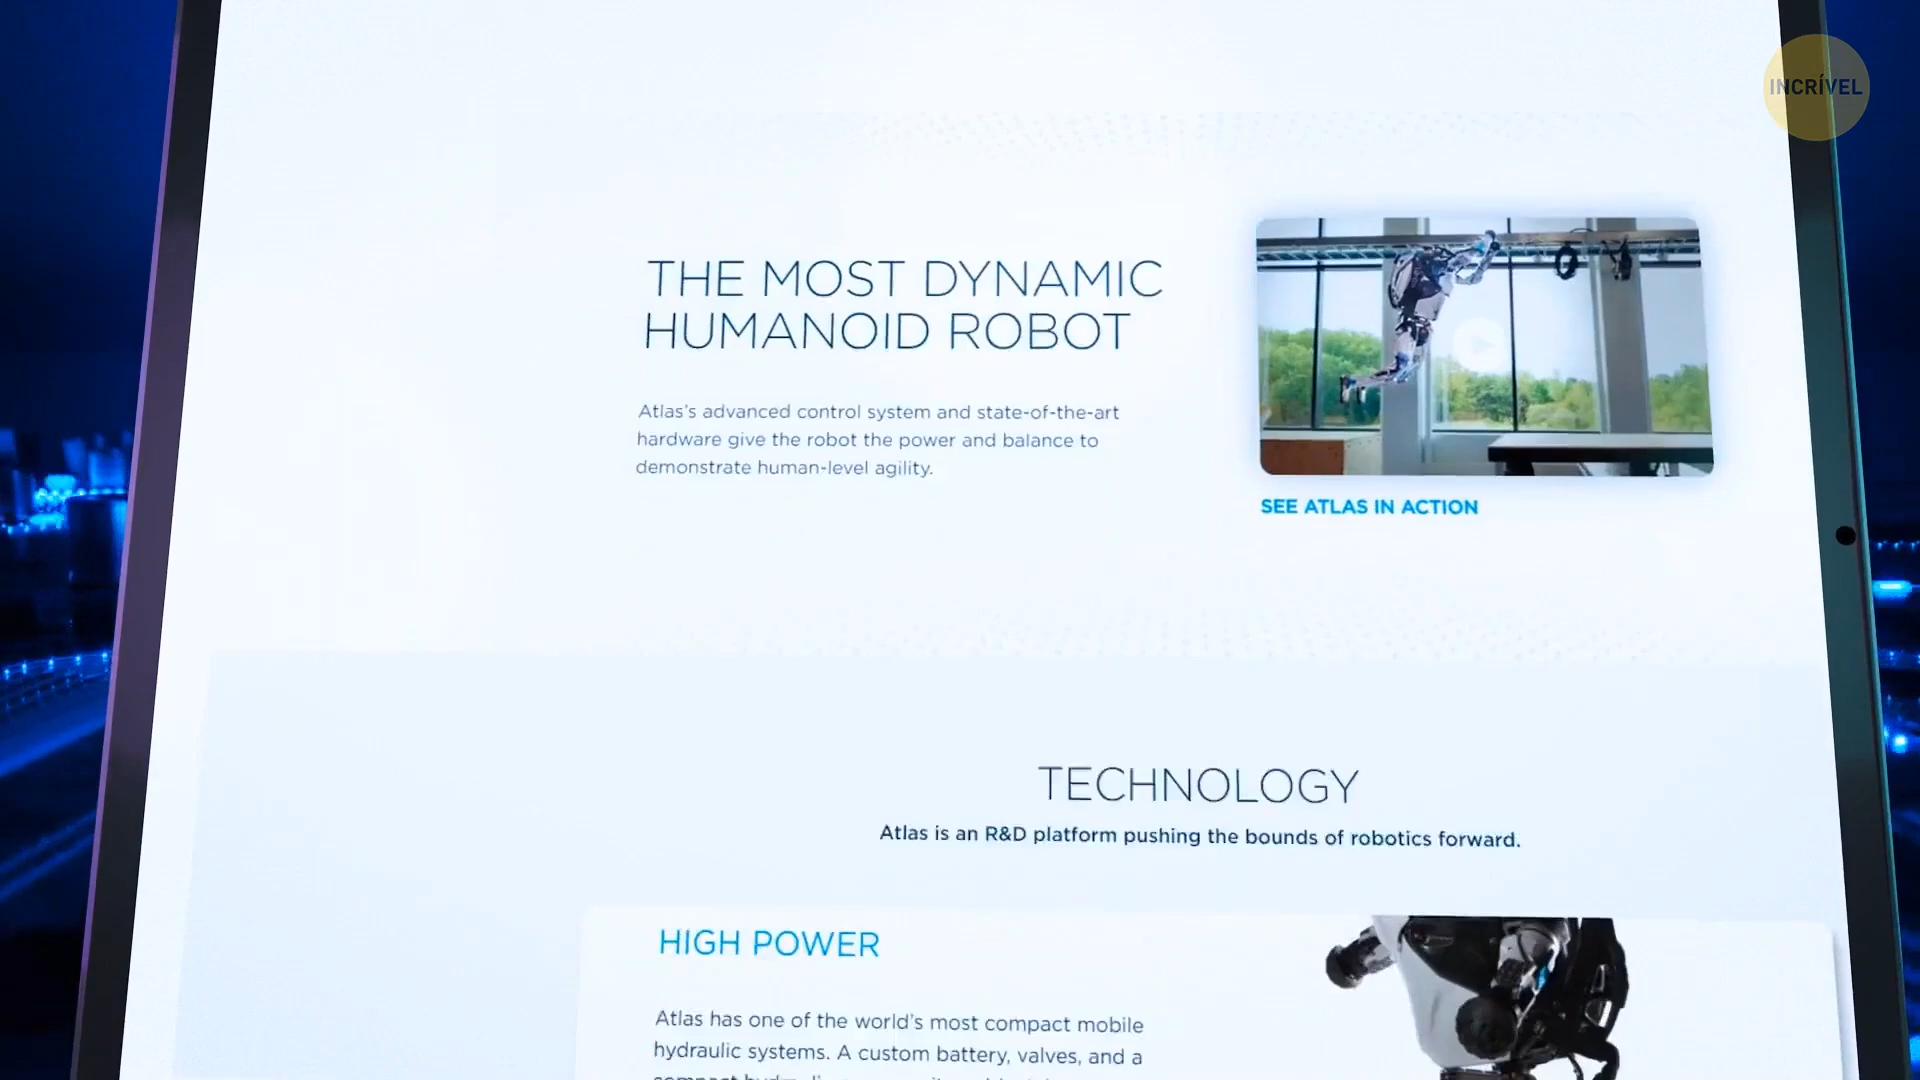 INCRÍVEL
THE MOST DYNAMIC
HUMANOID ROBOT
Atlas's advanced control system and state-of-the-art
hardware give the robot the power and balance to
demonstrate human-level agility.
SEE ATLAS IN ACTION
TECHNOLOGY
Atlas is an R&D platform pushing the bounds of robotics forward.
HIGH POWER
Atlas has one of the world's most compact mobile
hydraulic systems. A custom battery, valves, and a